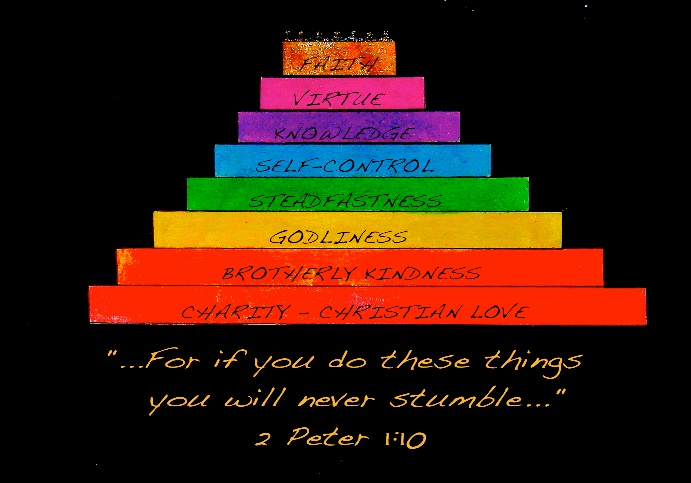 FAITH
VIRTUE
KNOWLEDGE
SELF-CONTROL
STEADFASTNESS
GODLINESS
BROTHERLY KINDNESS
CHARITY - CHRISTIAN LOVE
"...For if you do these things
you will never stumble..."
2 Peter 1:10